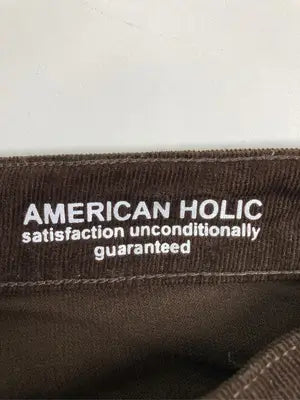 AMERICAN HOLIC
satisfaction unconditionally
guaranteed